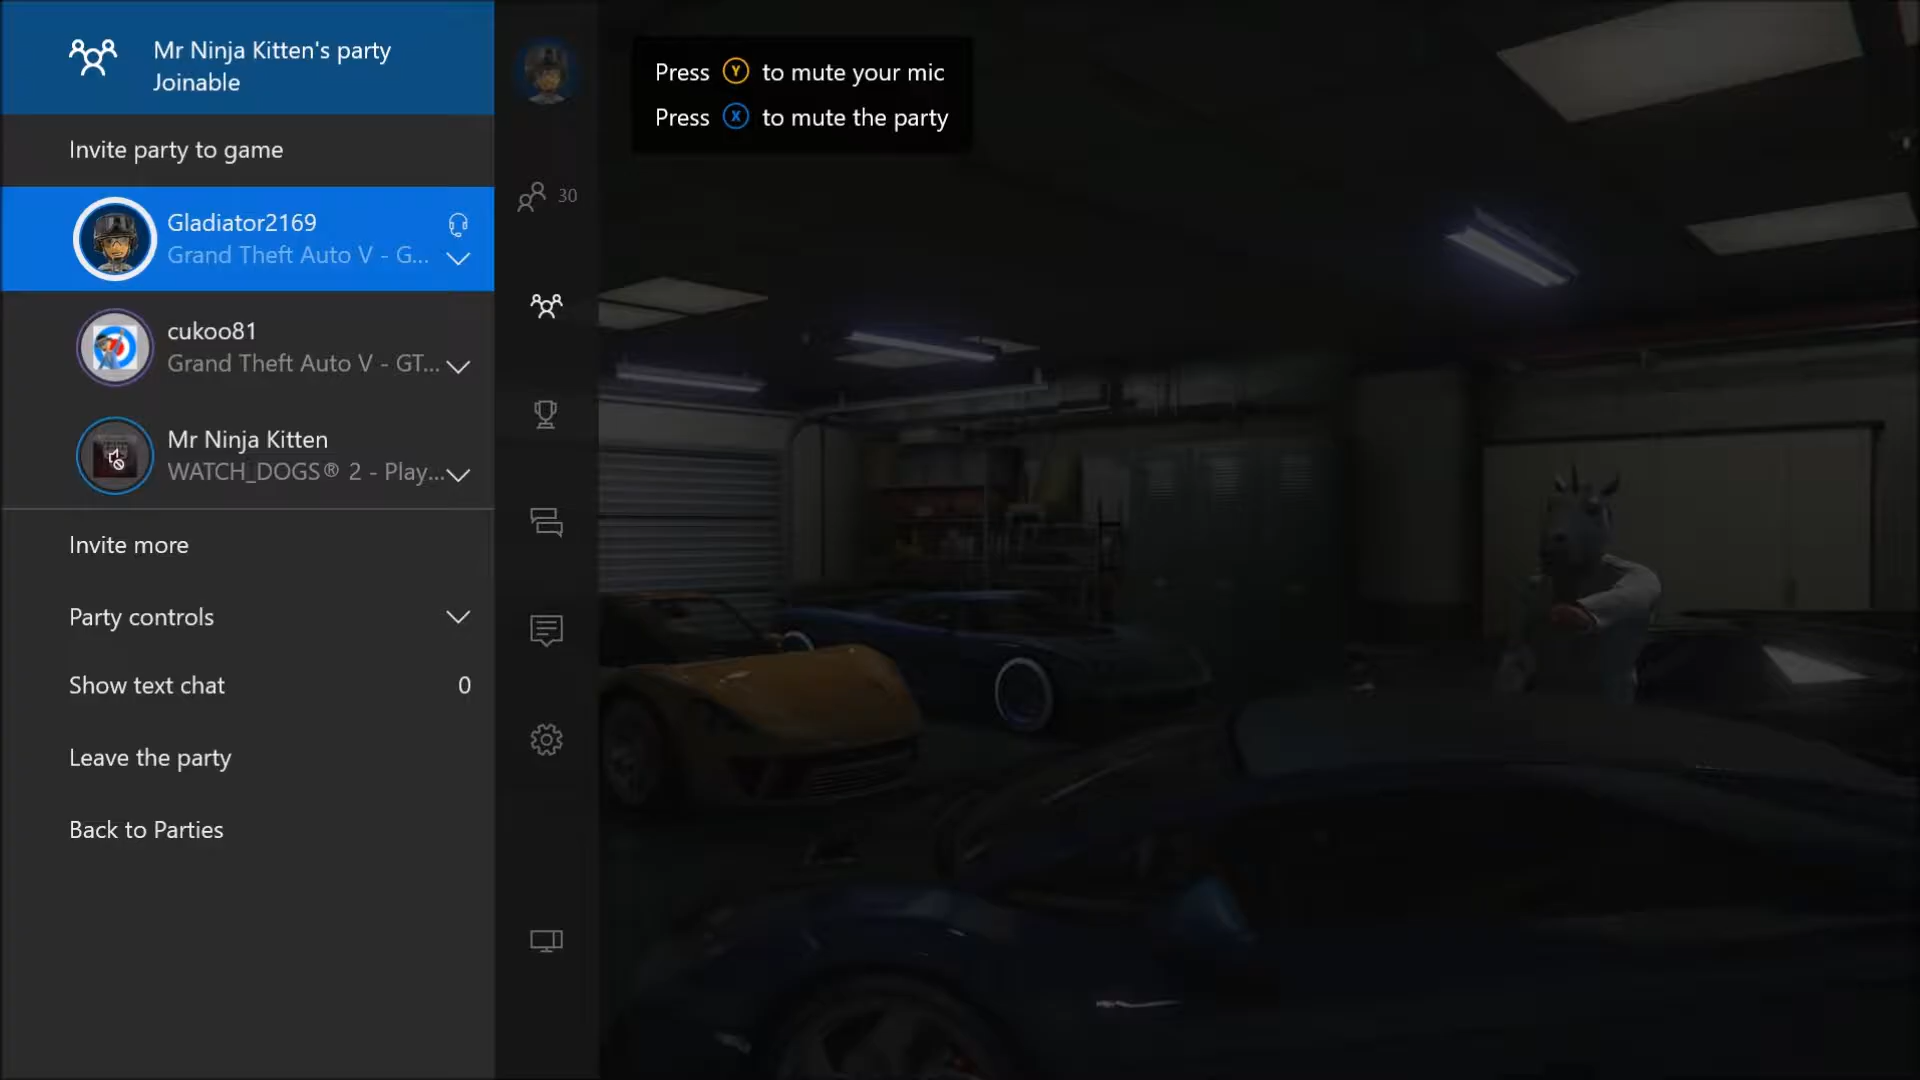 Mr Ninja Kitten's party
Joinable
Invite party to game
Gladiator2169
Grand Theft Auto V - G...
cukoo81
Grand Theft Auto V - GT...
Mr Ninja Kitten
WATCH_DOGS® 2 - Play...
Invite more
Party controls
Show text chat 0
Leave the party
Back to Parties
30
Press Y to mute your mic
Press X to mute the party